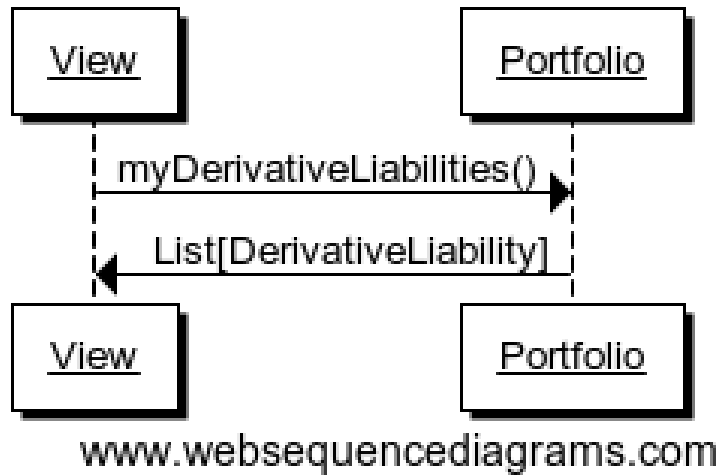 View Portfolio
myDerivativeLiabilities()
List[DerivativeLiability]
View Portfolio
www.websequencediagrams.com